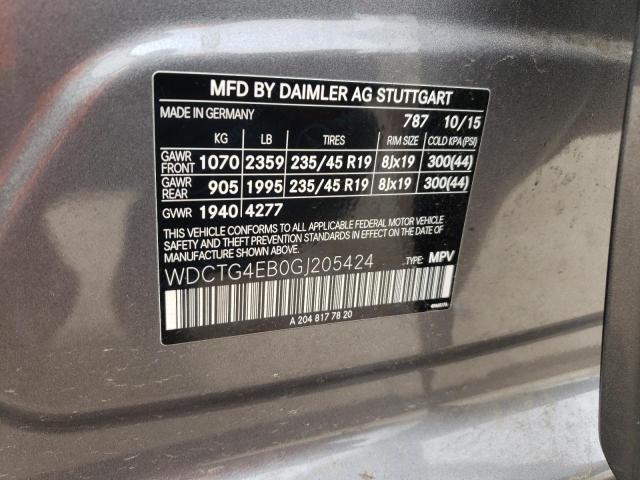 MFD BY DAIMLER AG STUTTGART
MADE IN GERMANY 787 10/15
KG LB TIRES RIM SIZE COLD KPA(PSI)
GAWR FRONT 1070 2359 235/45 R19 8Jx19 300(44)
GAWR REAR 905 1995 235/45 R19 8Jx19 300(44)
GVWR 1940 4277
THIS VEHICLE CONFORMS TO ALL APPLICABLE FEDERAL MOTOR VEHICLE
SAFETY AND THEFT PREVENTION STANDARDS IN EFFECT ON THE DATE OF
MANUFACTURE SHOWN ABOVE.
WDCTG4EB0GJ205424 TYPE: MPV
A 204 817 78 20